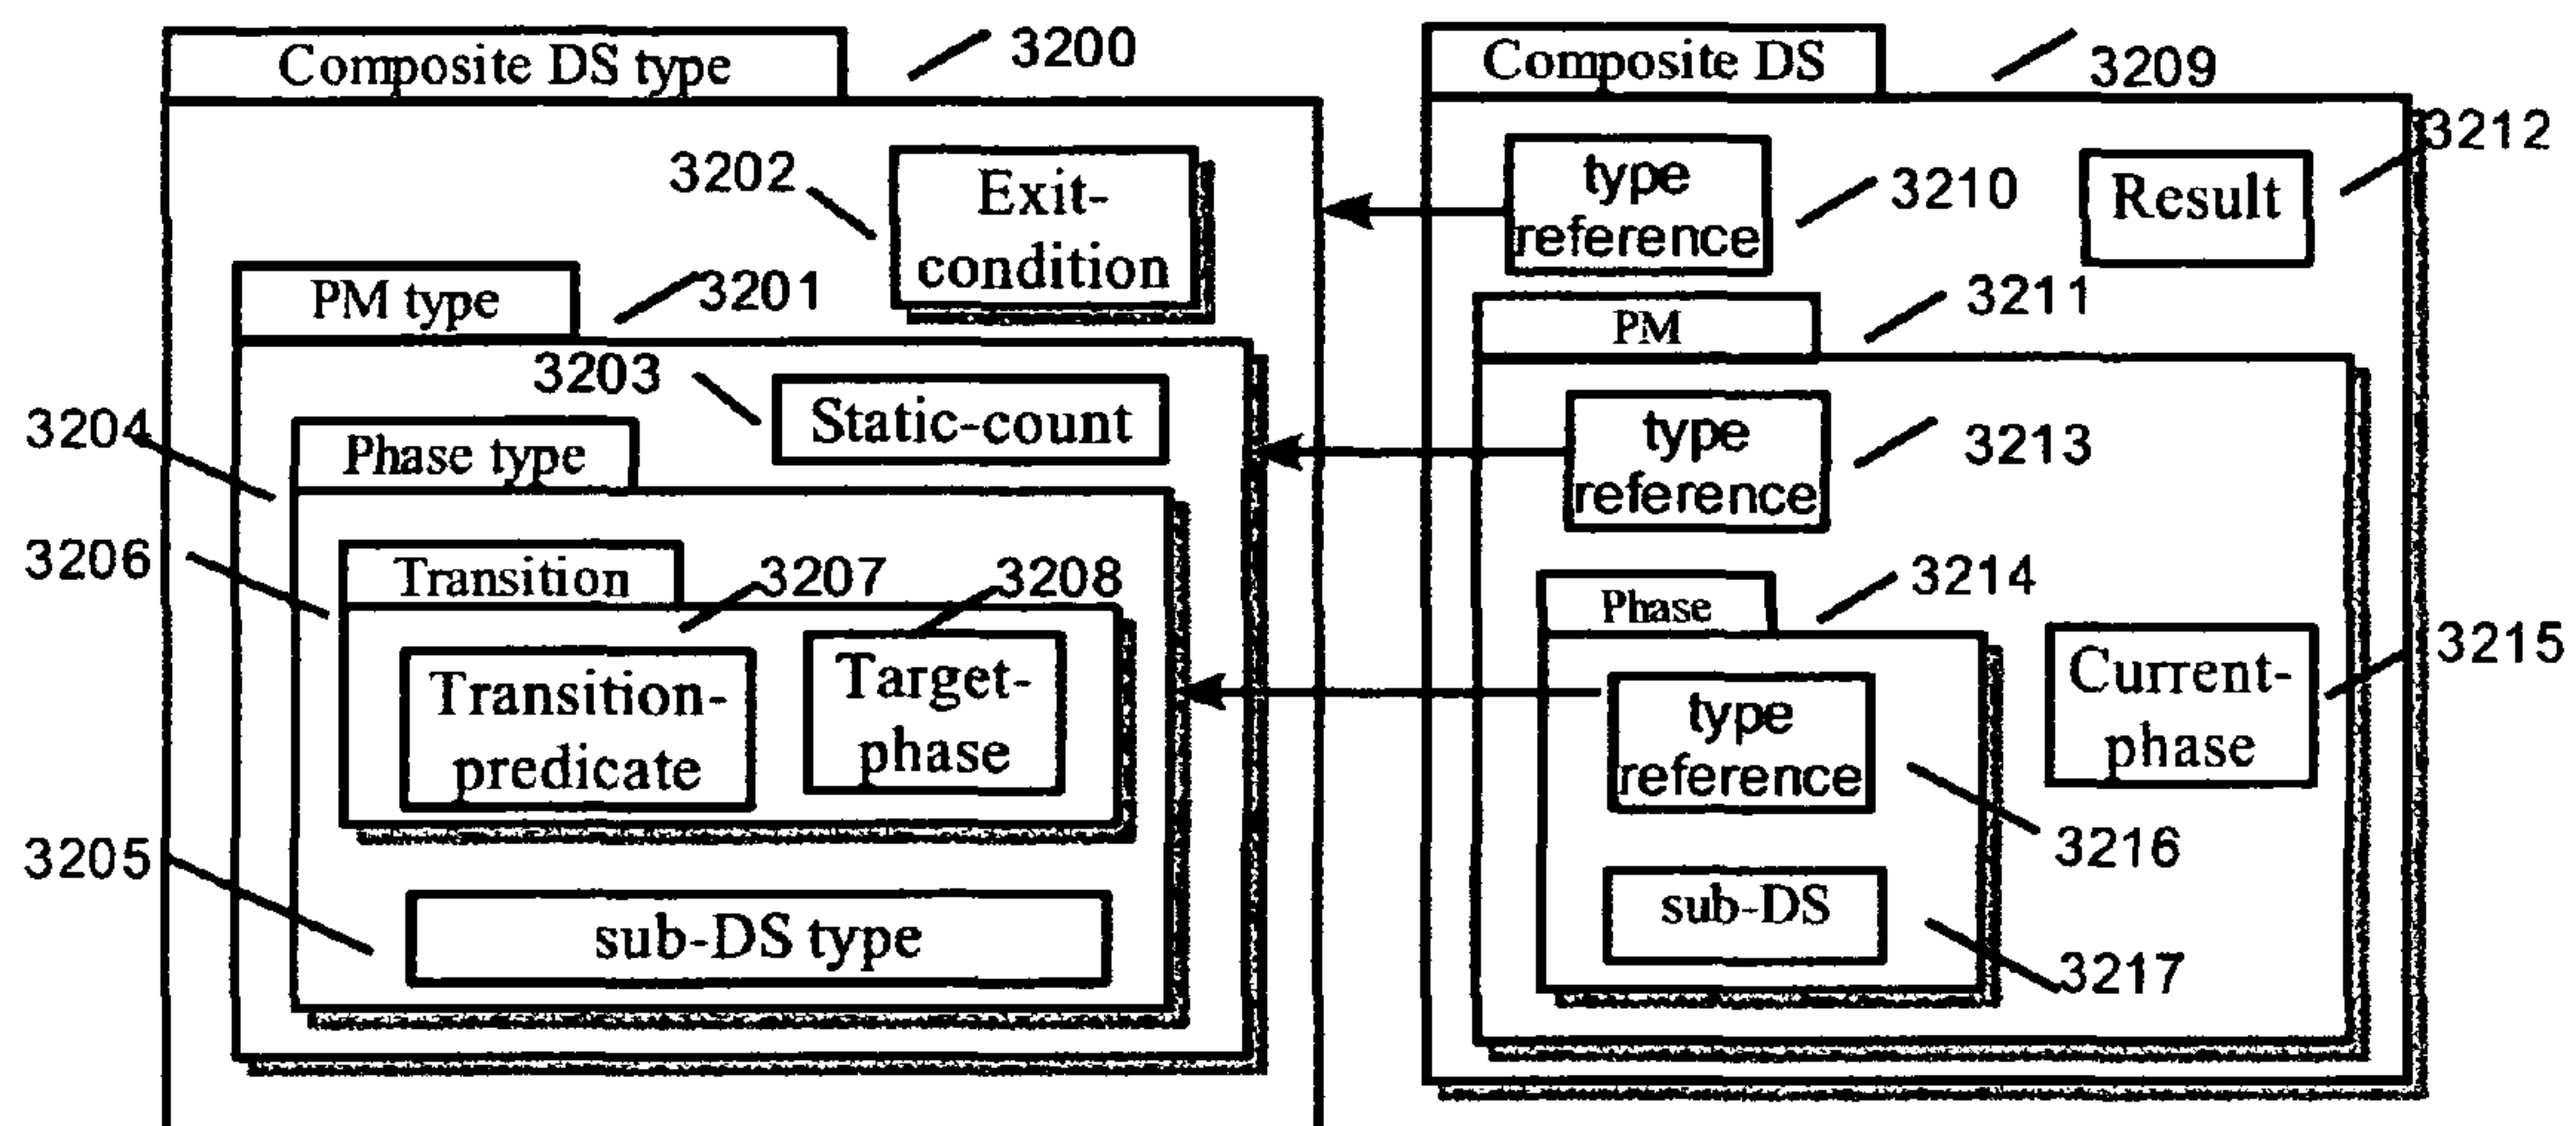 Composite DS type
3200
3202
Exit-
condition
PM type
3201
3203
Static-count
3204
Phase type
3206
Transition
3207
3208
Transition-
predicate
Target-
phase
3205
sub-DS type
Composite DS
3209
3212
type
reference
3210
Result
3211
PM
type
reference
3213
3214
Phase
3215
Current-
phase
type
reference
3216
sub-DS
3217